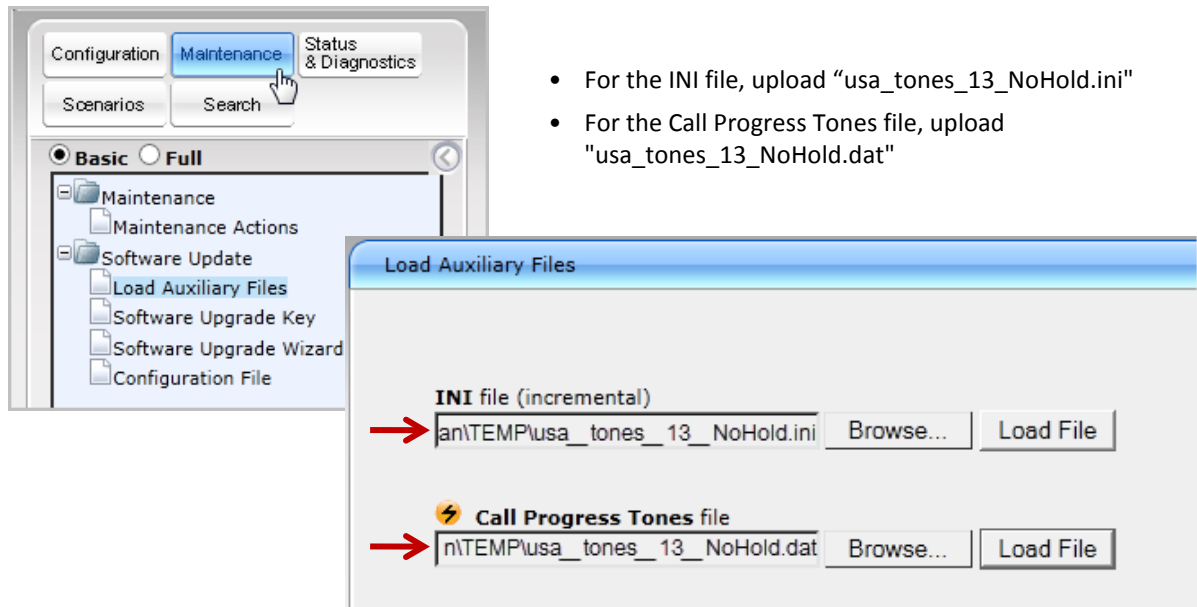 Configuration
Maintenance
Status
& Diagnostics
Scenarios
Search
Basic
Full
Maintenance
Maintenance Actions
Software Update
Load Auxiliary Files
Software Upgrade Key
Software Upgrade Wizard
Configuration File
• For the INI file, upload “usa_tones_13_NoHold.ini"
• For the Call Progress Tones file, upload
"usa_tones_13_NoHold.dat"
Load Auxiliary Files
INI file (incremental)
an\TEMP\usa__tones__13__NoHold.ini Browse... Load File
Call Progress Tones file
n\TEMP\usa__tones__13__NoHold.dat Browse... Load File